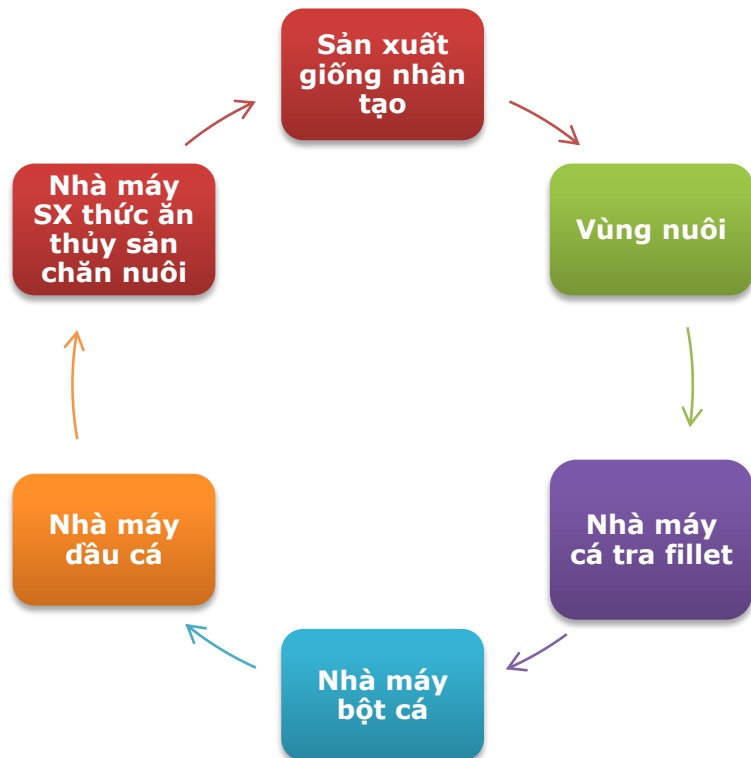 Sản xuất
giống nhân
tạo
Vùng nuôi
Nhà máy
cá tra fillet
Nhà máy
bột cá
Nhà máy
dầu cá
Nhà máy
SX thức ăn
thủy sản
chăn nuôi